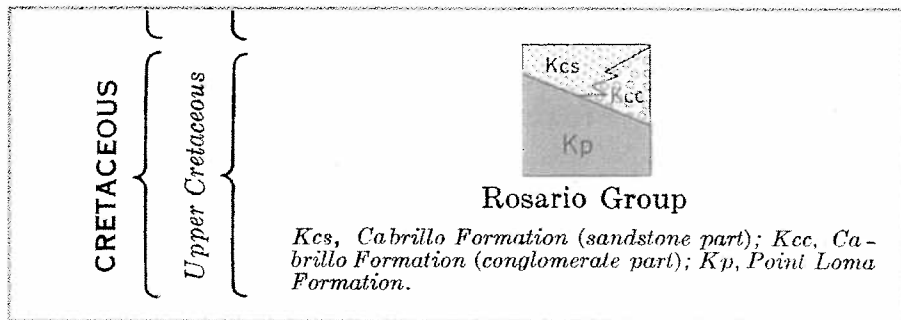 CRETACEOUS
Upper Cretaceous
Kcs
Kcc
Kp
Rosario Group
Kcs, Cabrillo Formation (sandstone part); Kcc, Ca-
brillo Formation (conglomerate part); Kp, Point Loma
Formation.